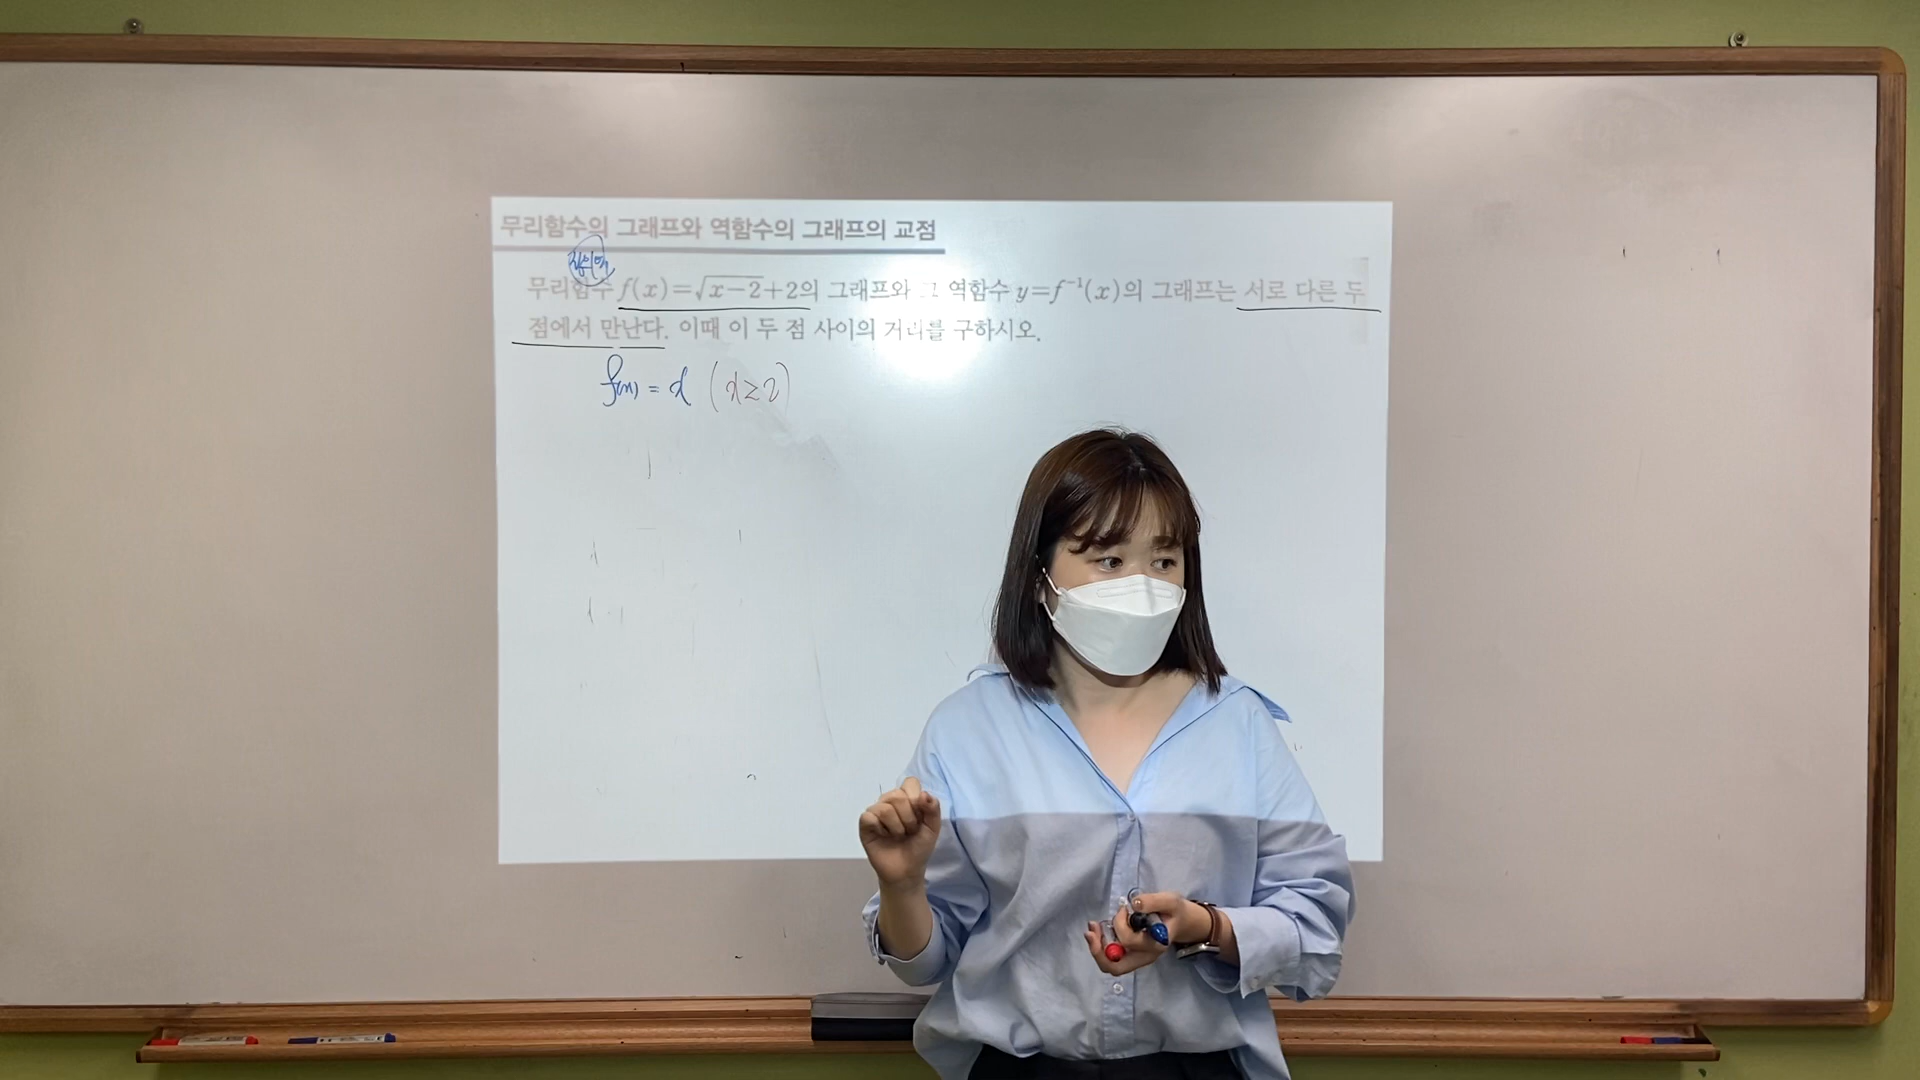 무리함수의 그래프와 역함수의 그래프의 교점
무리함수 f(x)=√x−2+2의 그래프와 그 역함수 y=f⁻¹(x)의 그래프는 서로 다른 두
점에서 만난다. 이때 이 두 점 사이의 거리를 구하시오.
f(x) = x (x≥2)